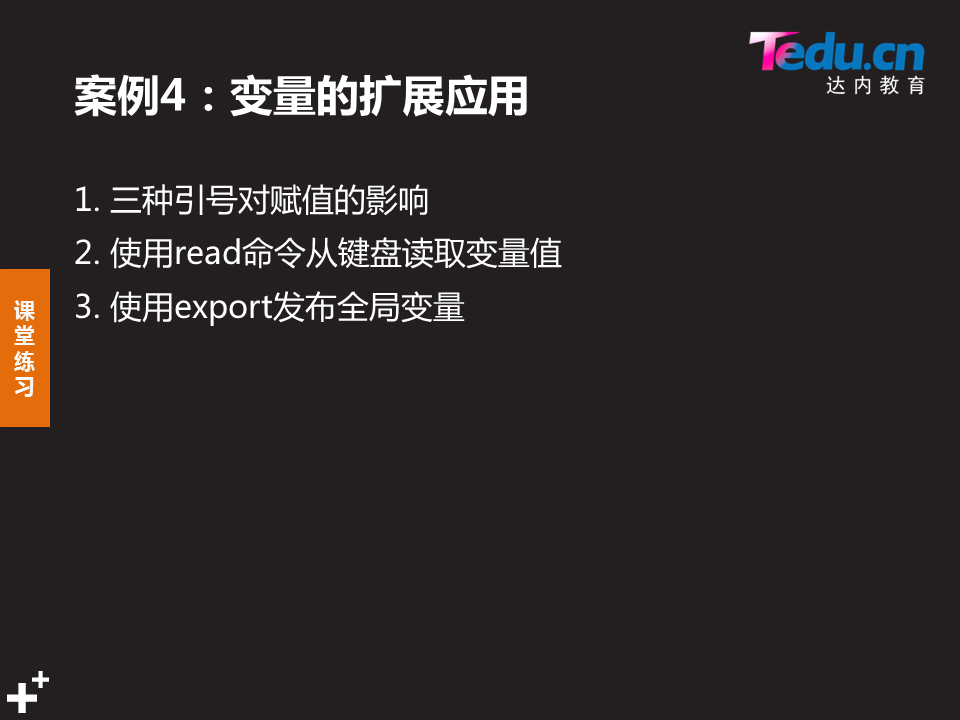 Tedu.cn
达内教育
案例4：变量的扩展应用
1. 三种引号对赋值的影响
2. 使用read命令从键盘读取变量值
3. 使用export发布全局变量
课
堂
练
习